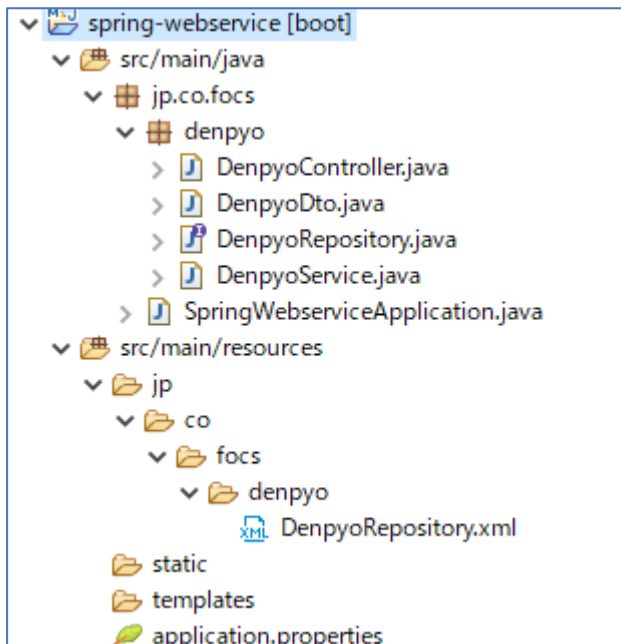 spring-webservice [boot]
src/main/java
jp.co.focs
denpyo
DenpyoController.java
DenpyoDto.java
DenpyoRepository.java
DenpyoService.java
SpringWebserviceApplication.java
src/main/resources
jp
co
focs
denpyo
DenpyoRepository.xml
static
templates
application.properties